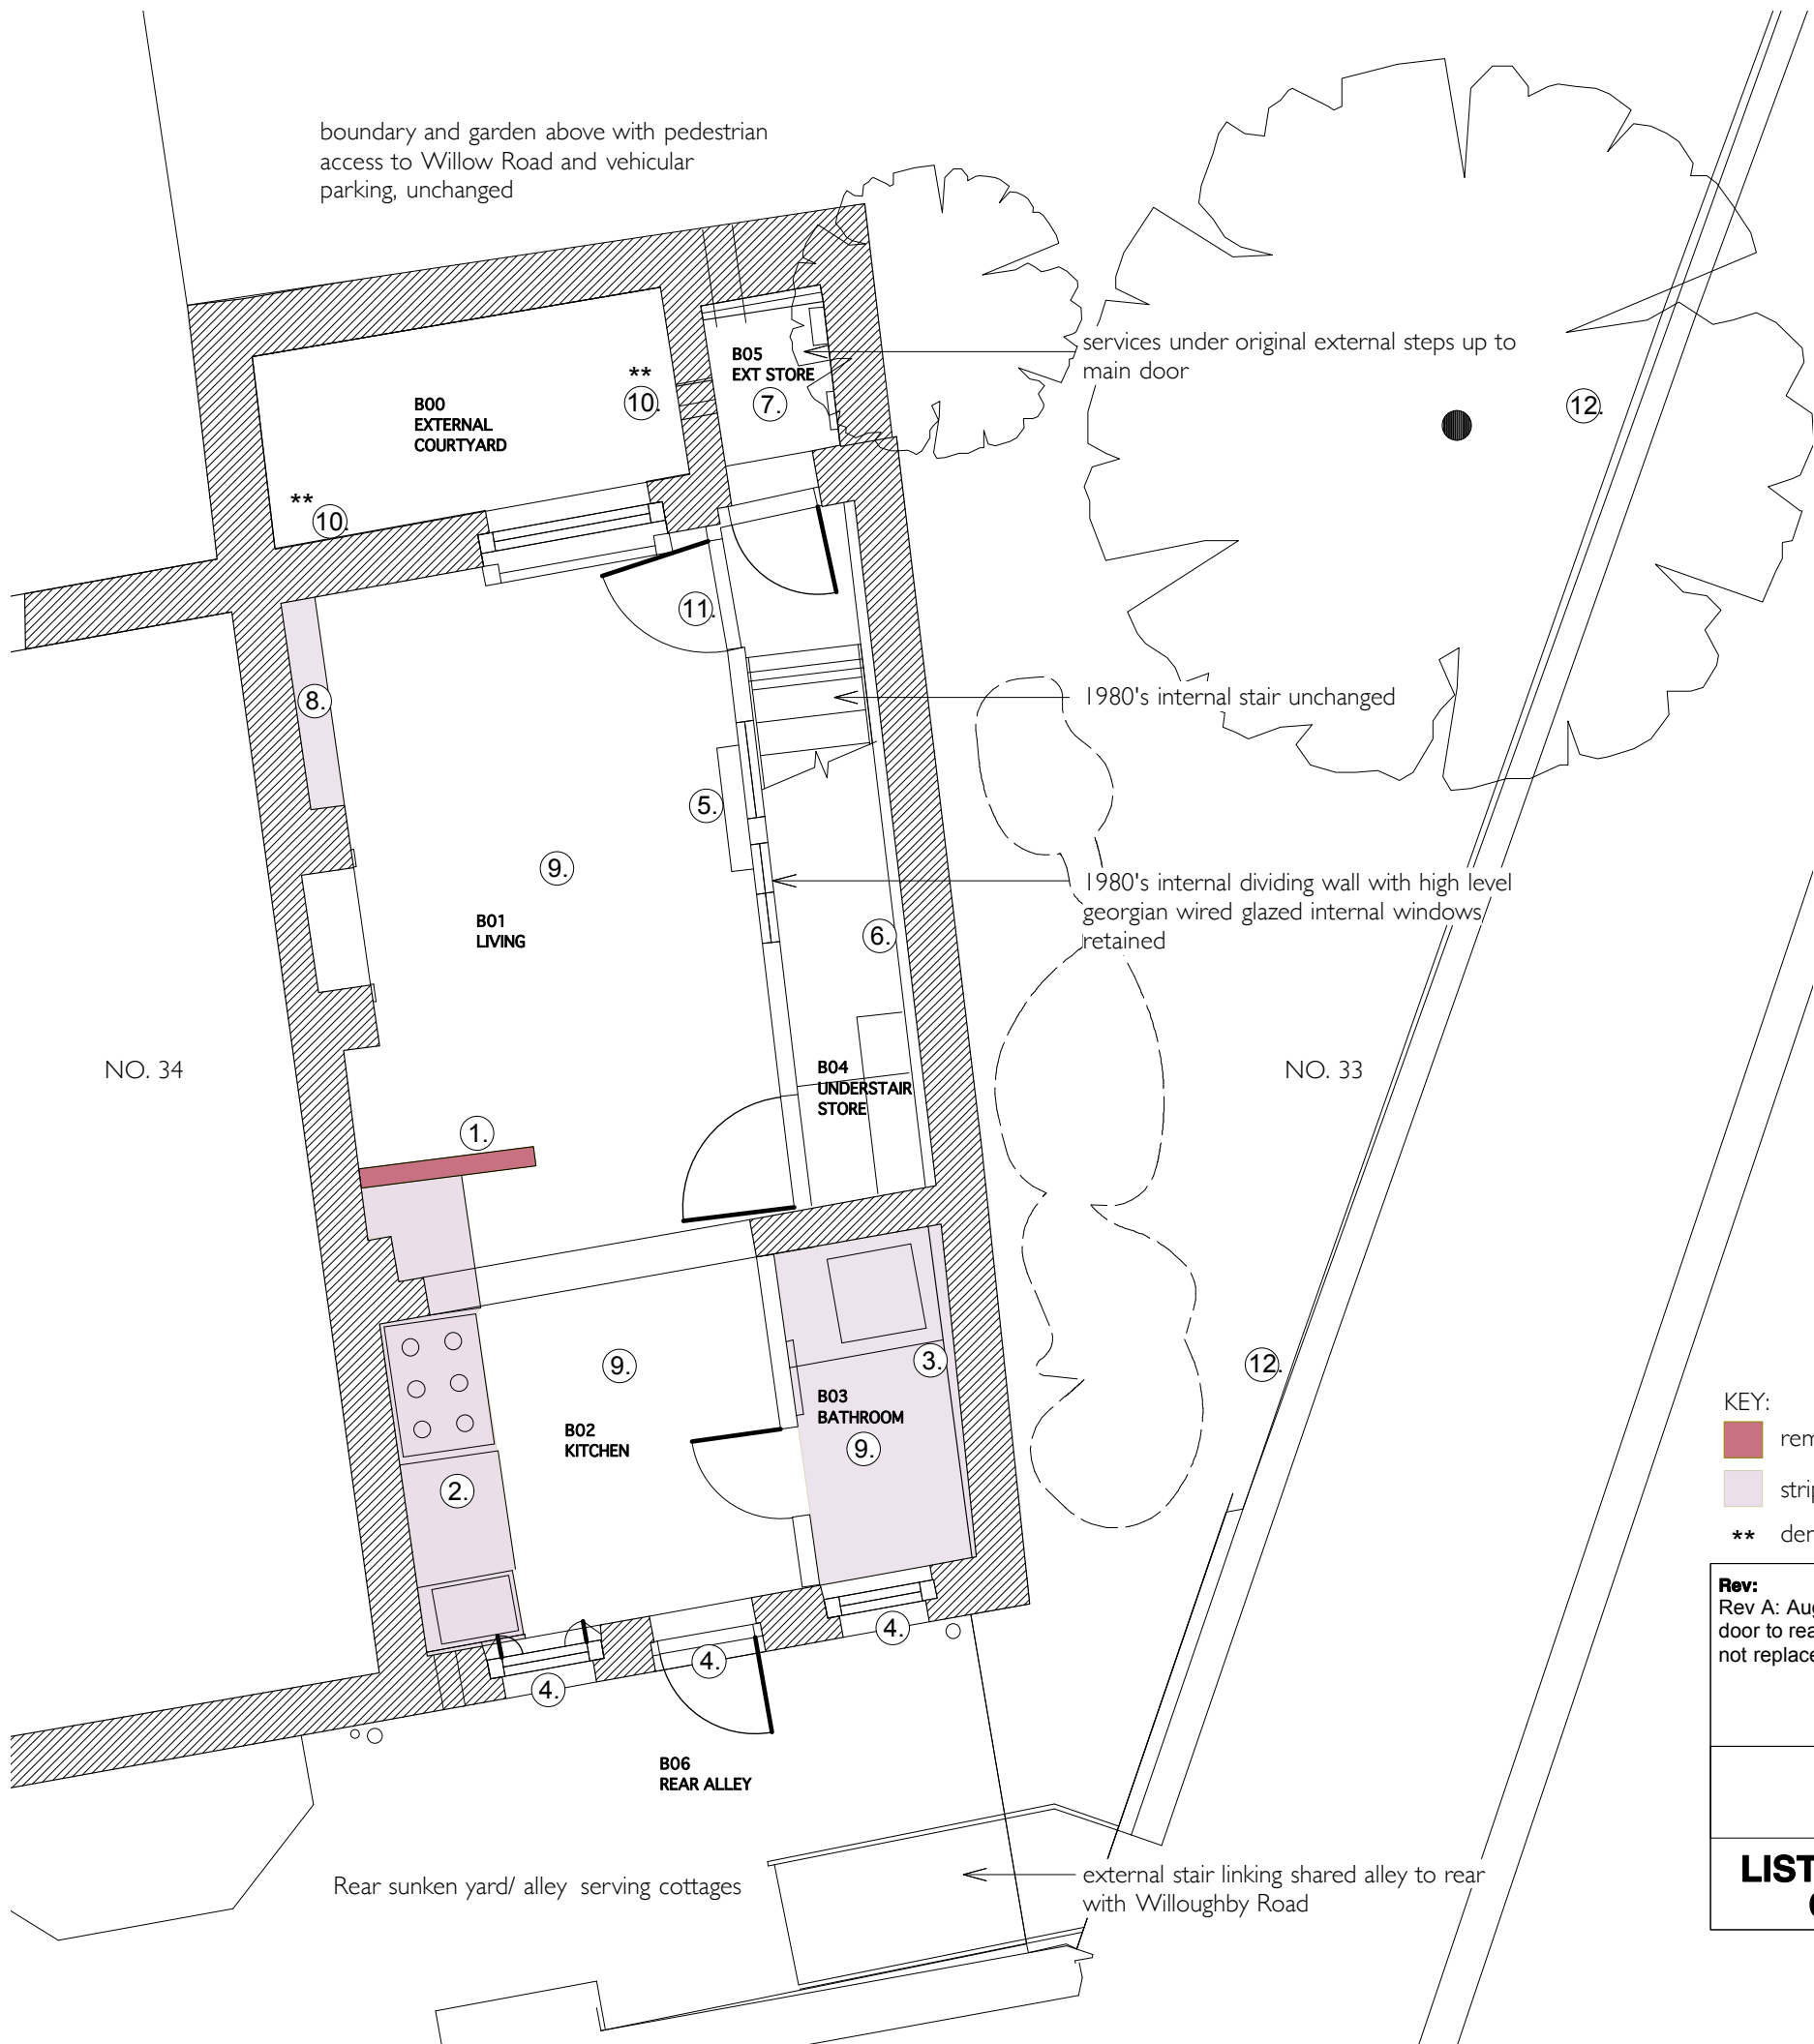 boundary and garden above with pedestrian
access to Willow Road and vehicular
parking, unchanged
B05
EXT STORE
7.
services under original external steps up to
main door
**
10.
B00
EXTERNAL
COURTYARD
12.
**
10.
11.
8.
1980's internal stair unchanged
5.
9.
1980's internal dividing wall with high level
georgian wired glazed internal windows
retained
B01
LIVING
6.
NO. 34
B04
UNDERSTAIR
STORE
NO. 33
1.
9.
3.
12.
B03
BATHROOM
9.
B02
KITCHEN
2.
4.
4.
4.
B06
REAR ALLEY
Rear sunken yard/ alley serving cottages
external stair linking shared alley to rear
with Willoughby Road
KEY:
**
Rev:
Rev A:
door to
not